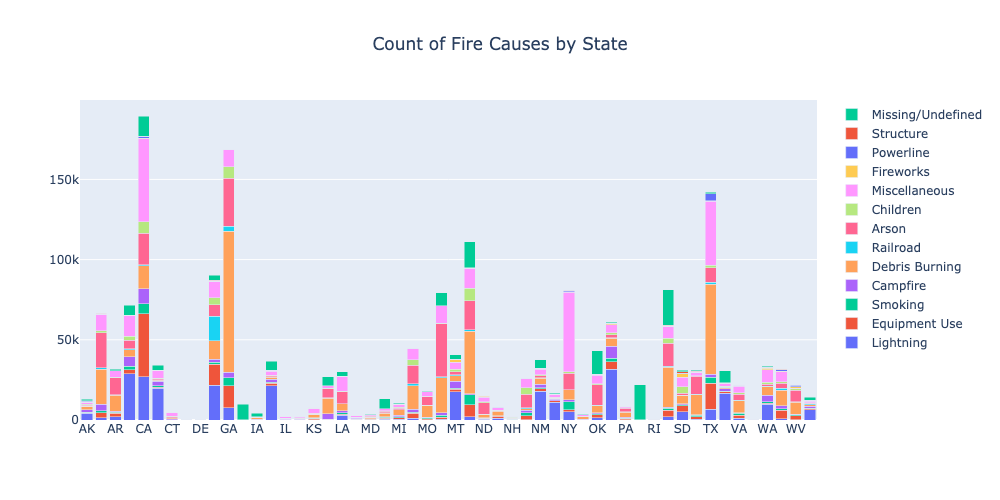 Count of Fire Causes by State
150k
100k
50k
0
AK AR CA CT DE GA IA IL KS LA MD MI MO MT ND NH NM NY OK PA RI SD TX VA WA WV
Missing/Undefined
Structure
Powerline
Fireworks
Miscellaneous
Children
Arson
Railroad
Debris Burning
Campfire
Smoking
Equipment Use
Lightning